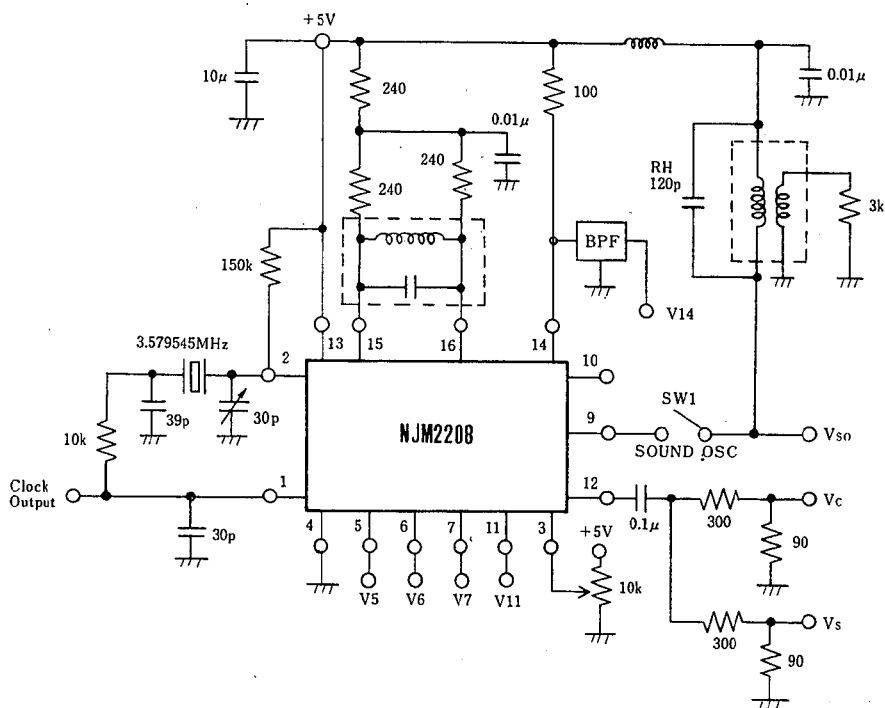 +5V
10μ
240
100
0.01μ
0.01μ
240
240
RH
120p
3k
BPF
150k
V14
3.579545MHz
13
15
16
14
2
10
39p
30p
SW1
NJM2208
9
VSO
10k
SOUND OSC
Clock
Output
1
12
VC
0.1μ
300
30p
4
5
6
7
11
3
+5V
90
10k
V5
V6
V7
V11
VS
300
90